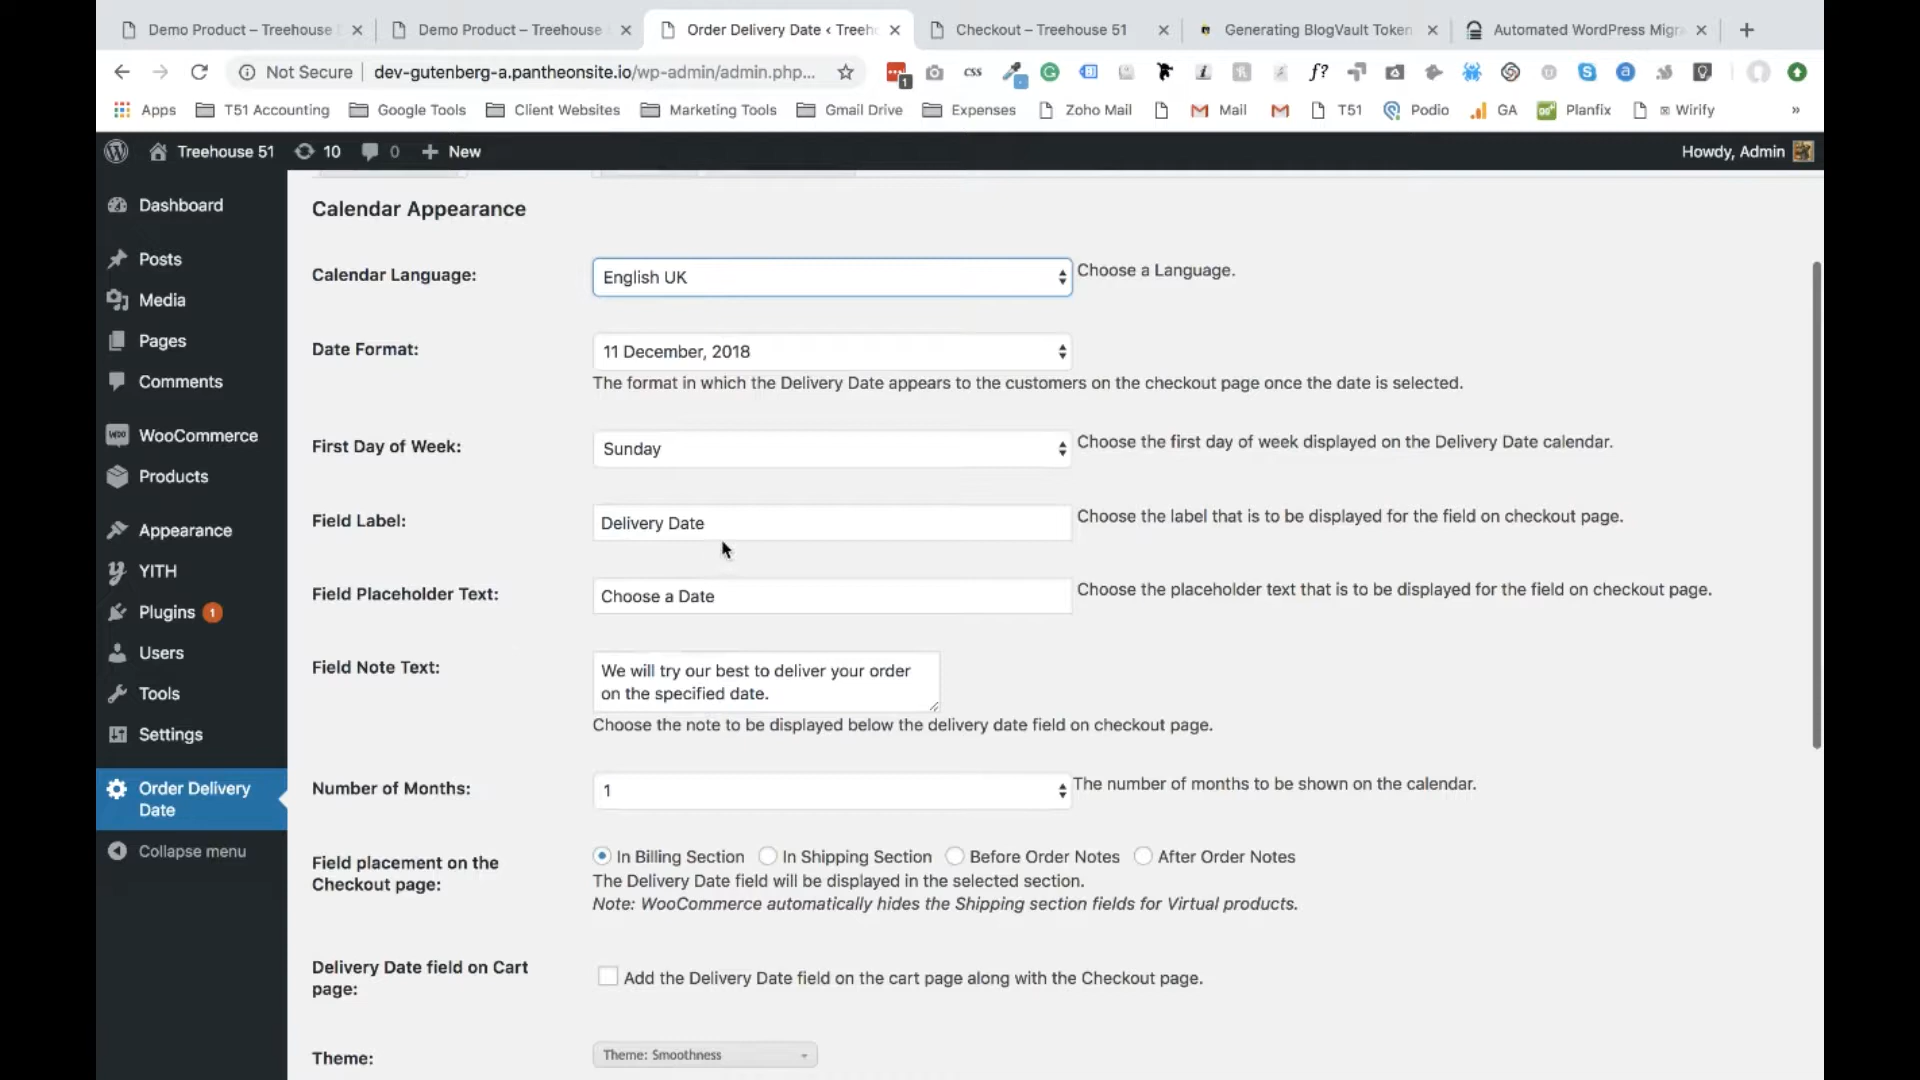 Demo Product – Treehouse
Demo Product – Treehouse
Order Delivery Date ‹ Treeh
Checkout – Treehouse 51
Generating BlogVault Token
Automated WordPress Migra
Not Secure
dev-gutenberg-a.pantheonsite.io/wp-admin/admin.php...
1
css
f?
Apps
T51 Accounting
Google Tools
Client Websites
Marketing Tools
Gmail Drive
Expenses
Zoho Mail
Mail
T51
Podio
GA
Planfix
Wirify
»
Treehouse 51
10
0
New
Howdy, Admin
Dashboard
Posts
Media
Pages
Comments
WooCommerce
Products
Appearance
YITH
Plugins 1
Users
Tools
Settings
Order Delivery
Date
Collapse menu
Calendar Appearance
Calendar Language:
English UK
Choose a Language.
Date Format:
11 December, 2018
The format in which the Delivery Date appears to the customers on the checkout page once the date is selected.
First Day of Week:
Sunday
Choose the first day of week displayed on the Delivery Date calendar.
Field Label:
Delivery Date
Choose the label that is to be displayed for the field on checkout page.
Field Placeholder Text:
Choose a Date
Choose the placeholder text that is to be displayed for the field on checkout page.
Field Note Text:
We will try our best to deliver your order
on the specified date.
Choose the note to be displayed below the delivery date field on checkout page.
Number of Months:
1
The number of months to be shown on the calendar.
Field placement on the
Checkout page:
In Billing Section
In Shipping Section
Before Order Notes
After Order Notes
The Delivery Date field will be displayed in the selected section.
Note: WooCommerce automatically hides the Shipping section fields for Virtual products.
Delivery Date field on Cart
page:
Add the Delivery Date field on the cart page along with the Checkout page.
Theme:
Theme: Smoothness